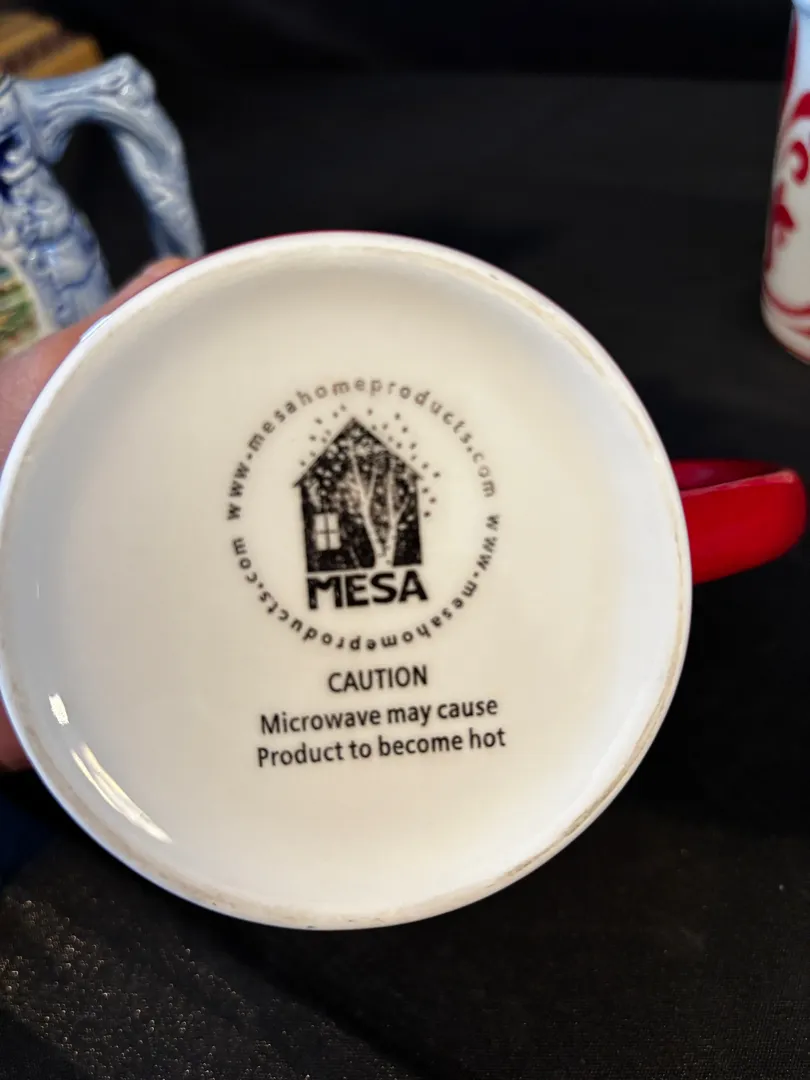 www.mesahomeproducts.com www.mesahomeproducts.com
MESA
CAUTION
Microwave may cause
Product to become hot